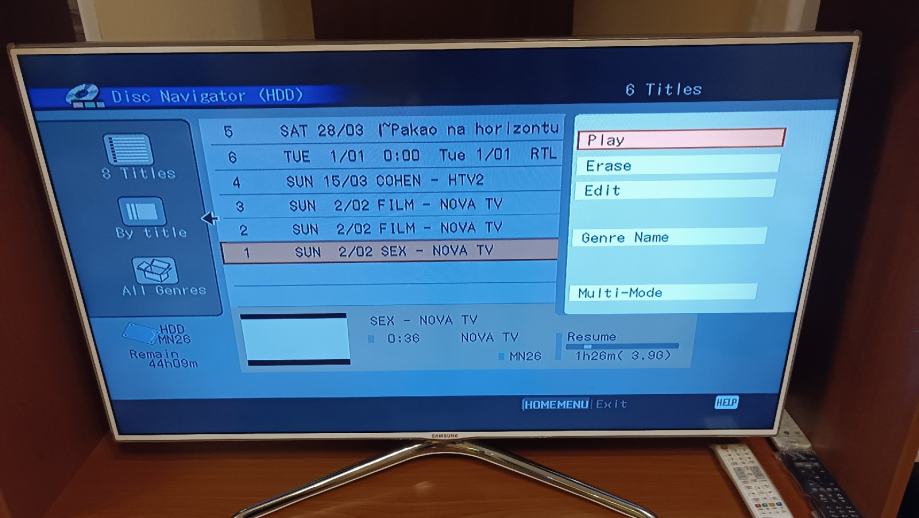 Disc Navigator (HDD)
6 Titles
8 Titles
By title
All Genres
HDD
MN26
Remain
44h09m
5 SAT 28/03 (~Pakao na horizontu
6 TUE 1/01 0:00 Tue 1/01 RTL
4 SUN 15/03 COHEN - HTV2
3 SUN 2/02 FILM - NOVA TV
2 SUN 2/02 FILM - NOVA TV
1 SUN 2/02 SEX - NOVA TV
Play
Erase
Edit
Genre Name
Multi-Mode
SEX - NOVA TV
0:36 NOVA TV
MN26
Resume
1h26m( 3.9G)
HOMEMENU Exit
HELP
SAMSUNG